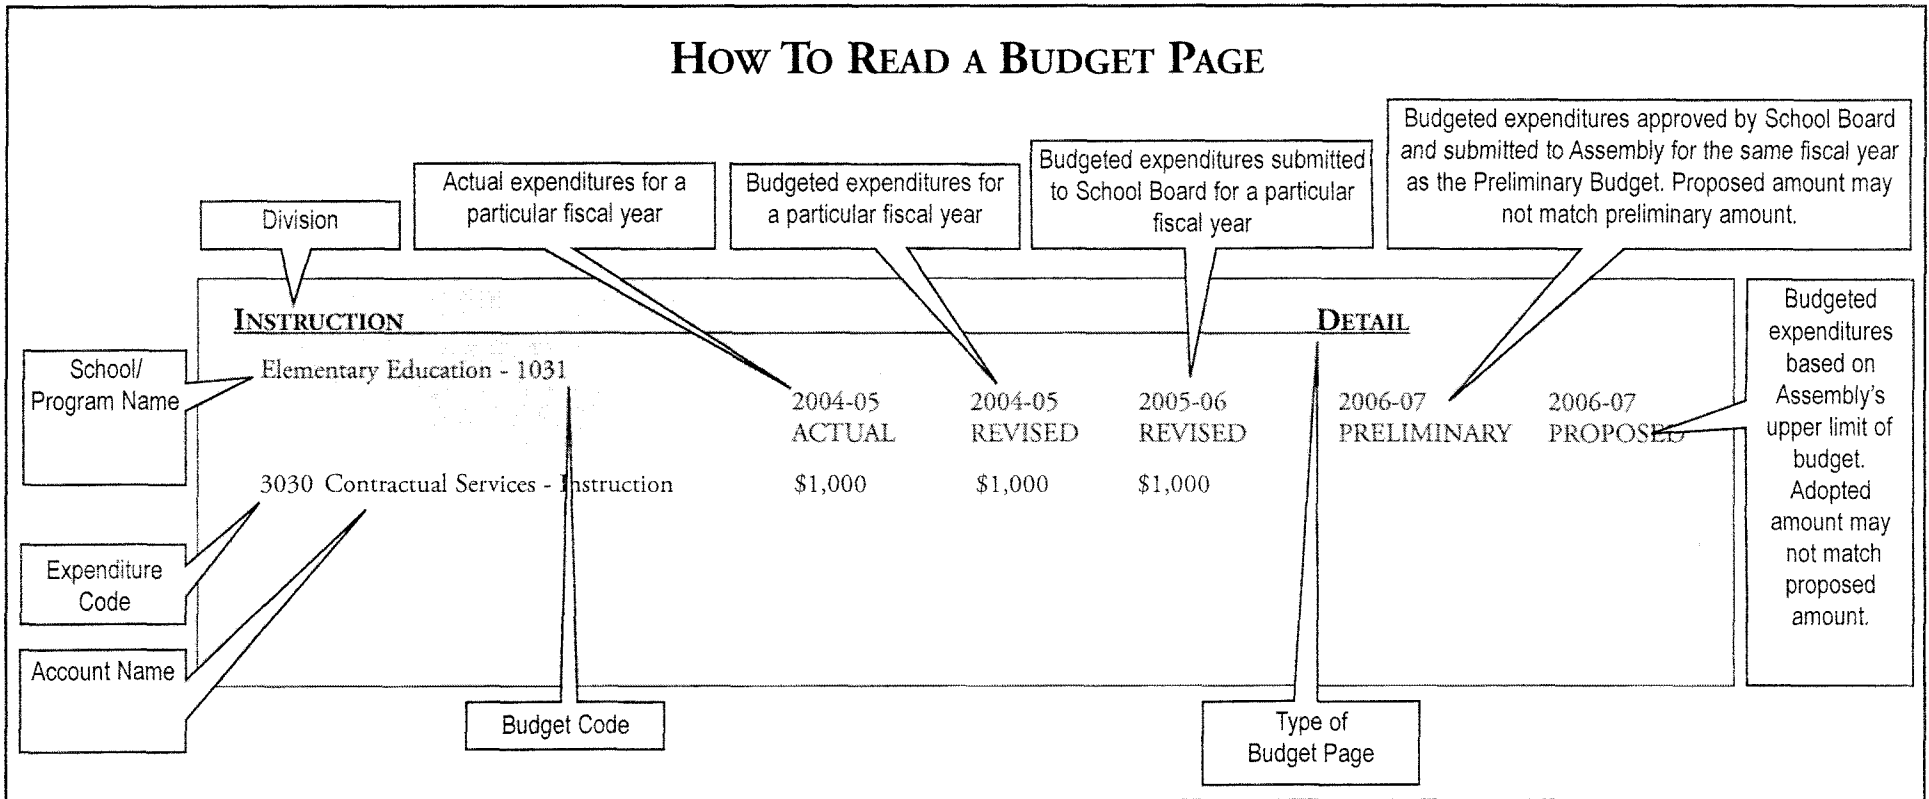 HOW TO READ A BUDGET PAGE
Division
Actual expenditures for a
particular fiscal year
Budgeted expenditures for
a particular fiscal year
Budgeted expenditures submitted
to School Board for a particular
fiscal year
Budgeted expenditures approved by School Board
and submitted to Assembly for the same fiscal year
as the Preliminary Budget. Proposed amount may
not match preliminary amount.
Budgeted
expenditures
based on
Assembly's
upper limit of
budget.
Adopted
amount may
not match
proposed
amount.
INSTRUCTION DETAIL
School/
Program Name
Elementary Education - 1031
2004-05 2004-05 2005-06 2006-07 2006-07
ACTUAL REVISED REVISED PRELIMINARY PROPOSED
3030 Contractual Services - Instruction $1,000 $1,000 $1,000
Expenditure
Code
Account Name
Budget Code
Type of
Budget Page